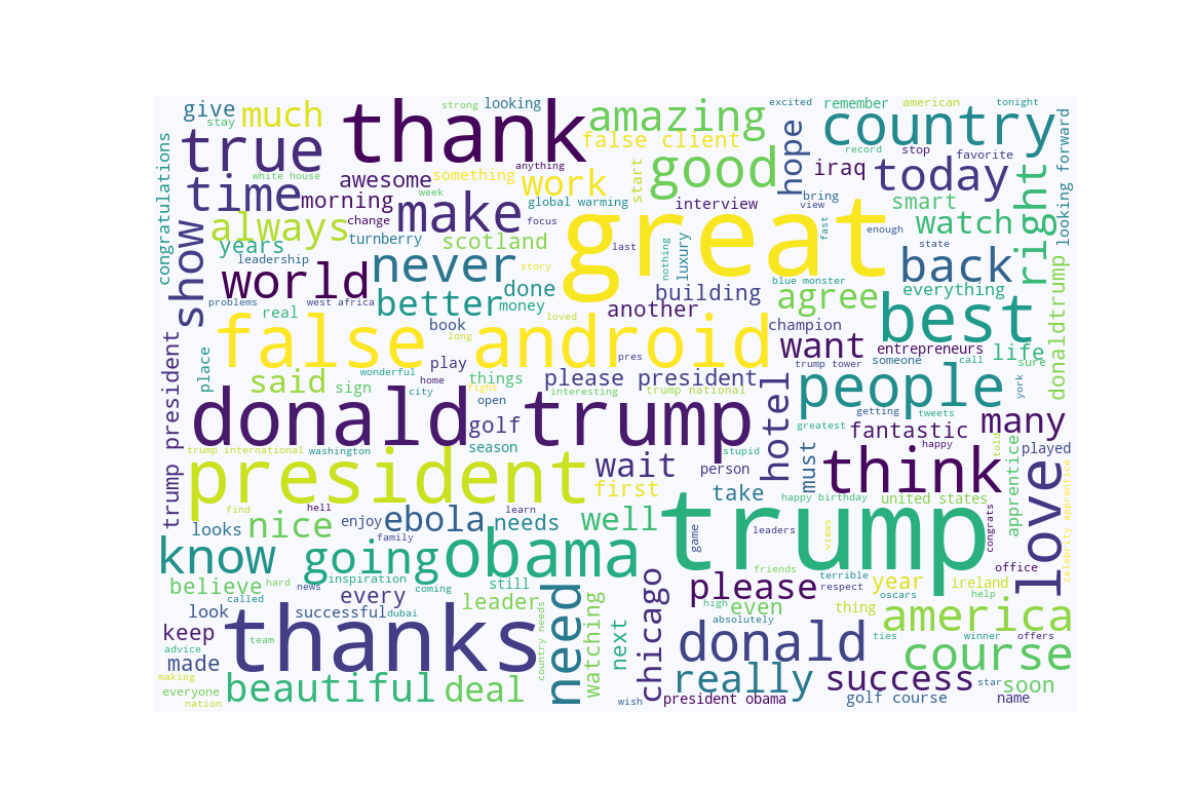 strong
looking
excited
remember
american
tonight
give
much
thank
amazing
country
stay
true
false client
hope
record
stop
favorite
white house
anything
good
iraq
today
right
looking forward
congratulations
time
morning
awesome
something
work
start
week
global warming
interview
bring
view
smart
always
change
make
focus
great
fast
enough
watch
years
turnberry
scotland
last
nothing
luxury
state
back
show
leadership
world
never
story
blue monster
everything
problems
west africa
better
done
money
building
agree
best
donaldtrump
real
another
loved
false android
book
long
champion
want
entrepreneurs
life
place
play
pres
trump tower
someone
call
sure
trump president
said
sign
wonderful
home
city
things
fight
please president
interesting
trump national
hotel
people
york
donald trump
open
golf
getting
tweets
greatest
fantastic
many
trump international
washington
season
stupid
must
happy
told
played
president
wait
person
think
apprentice
find
hell
learn
first
take
happy birthday
united states
celebrity apprentice
looks
nice
enjoy
ebola
needs
well
trump
game
leaders
views
congrats
love
family
know
going
obama
friends
terrible
office
believe
hard
news
inspiration
coming
still
chicago
please
respect
year
ireland
help
look
called
successful
dubai
every
leader
need
watching
high
even
thing
oscars
absolutely
america
keep
team
thanks
country needs
next
donald
ties
winner
offers
advice
made
course
making
everyone
nation
beautiful
deal
wish
really
president obama
success
star
soon
golf course
name